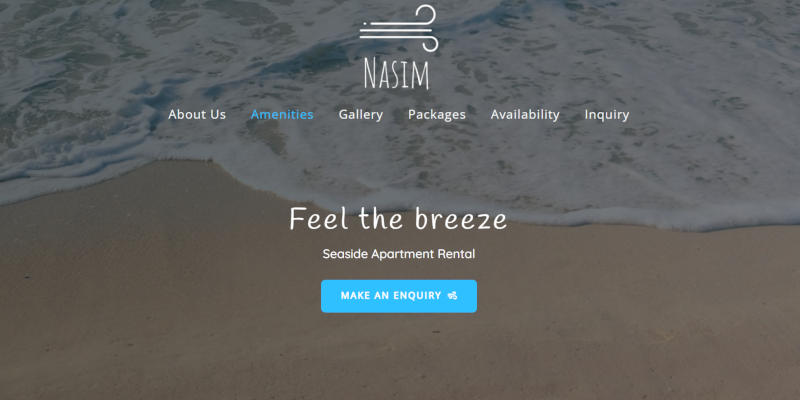 NASIM
About Us Amenities Gallery Packages Availability Inquiry
Feel the breeze
Seaside Apartment Rental
MAKE AN ENQUIRY